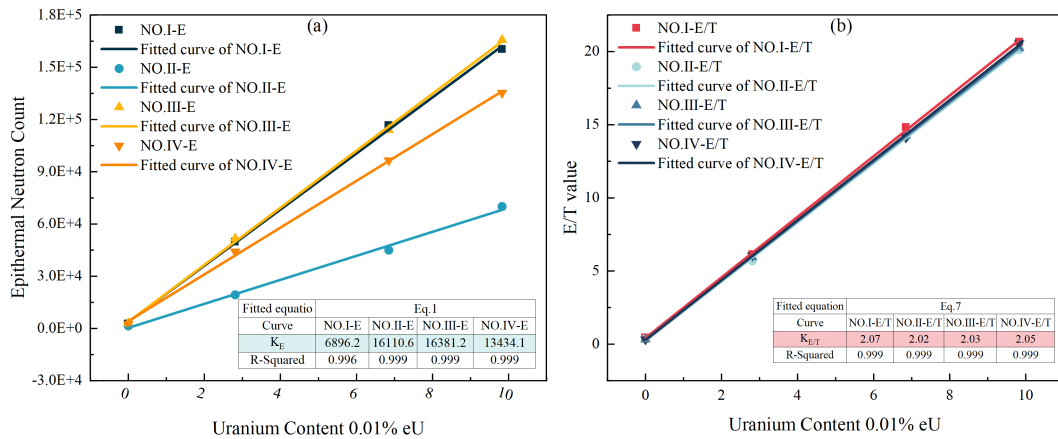 (a)
NO.I-E
Fitted curve of NO.I-E
NO.II-E
Fitted curve of NO.II-E
NO.III-E
Fitted curve of NO.III-E
NO.IV-E
Fitted curve of NO.IV-E
1.8E+5
1.5E+5
1.2E+5
9.0E+4
6.0E+4
3.0E+4
0.0E+0
-3.0E+4
Epithermal Neutron Count
Fitted equatio Eq.1
Curve NO.I-E NO.II-E NO.III-E NO.IV-E
K_E 6896.2 16110.6 16381.2 13434.1
R-Squared 0.996 0.999 0.999 0.999
0 2 4 6 8 10
Uranium Content 0.01% eU
(b)
NO.I-E/T
Fitted curve of NO.I-E/T
NO.II-E/T
Fitted curve of NO.II-E/T
NO.III-E/T
Fitted curve of NO.III-E/T
NO.IV-E/T
Fitted curve of NO.IV-E/T
20
15
10
5
0
E/T value
Fitted equation Eq.7
Curve NO.I-E/T NO.II-E/T NO.III-E/T NO.IV-E/T
K_E/T 2.07 2.02 2.03 2.05
R-Squared 0.999 0.999 0.999 0.999
0 2 4 6 8 10
Uranium Content 0.01% eU